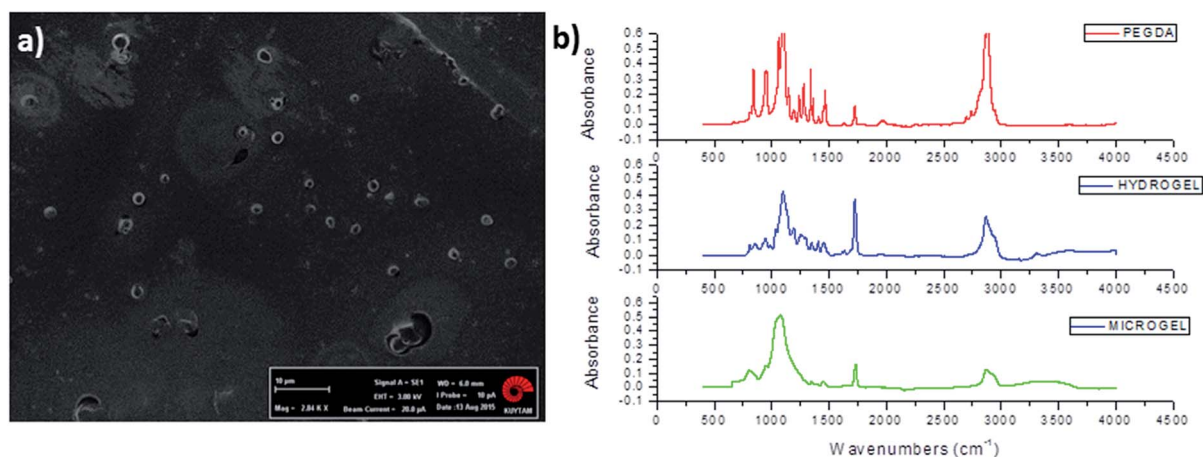 a)
10 µm
Signal A = SE1
WD = 6.0 mm
EHT = 3.00 kV
I Probe = 10 pA
Mag = 2.04 K X
Beam Current = 20.0 µA
Date :13 Aug 2015
KUYTAM
b)
PEGDA
Absorbance
0.6
0.5
0.4
0.3
0.2
0.1
0.0
-0.1
0 500 1000 1500 2000 2500 3000 3500 4000 4500
HYDROGEL
Absorbance
0.6
0.5
0.4
0.3
0.2
0.1
0.0
-0.1
0 500 1000 1500 2000 2500 3000 3500 4000 4500
MICROGEL
Absorbance
0.6
0.5
0.4
0.3
0.2
0.1
0.0
-0.1
0 500 1000 1500 2000 2500 3000 3500 4000 4500
Wavenumbers (cm⁻¹)